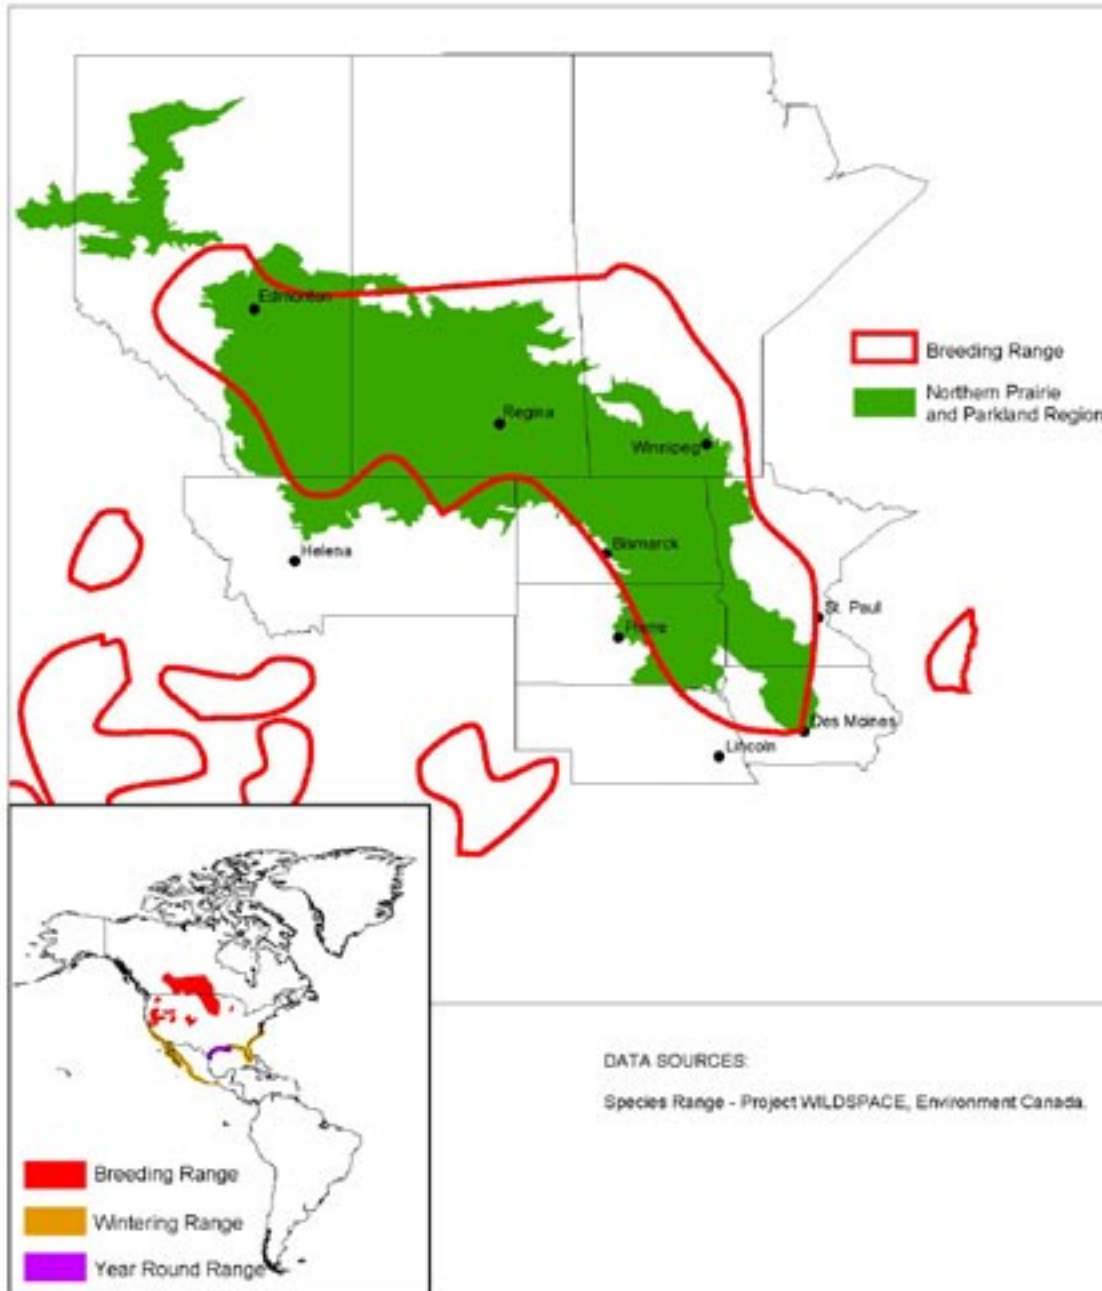 Edmonton
Regina
Winnipeg
Breeding Range
Northern Prairie
and Parkland Region
Helena
Bismarck
Pierre
St. Paul
Des Moines
Lincoln
Breeding Range
Wintering Range
Year Round Range
DATA SOURCES:
Species Range - Project WILDSPACE, Environment Canada.